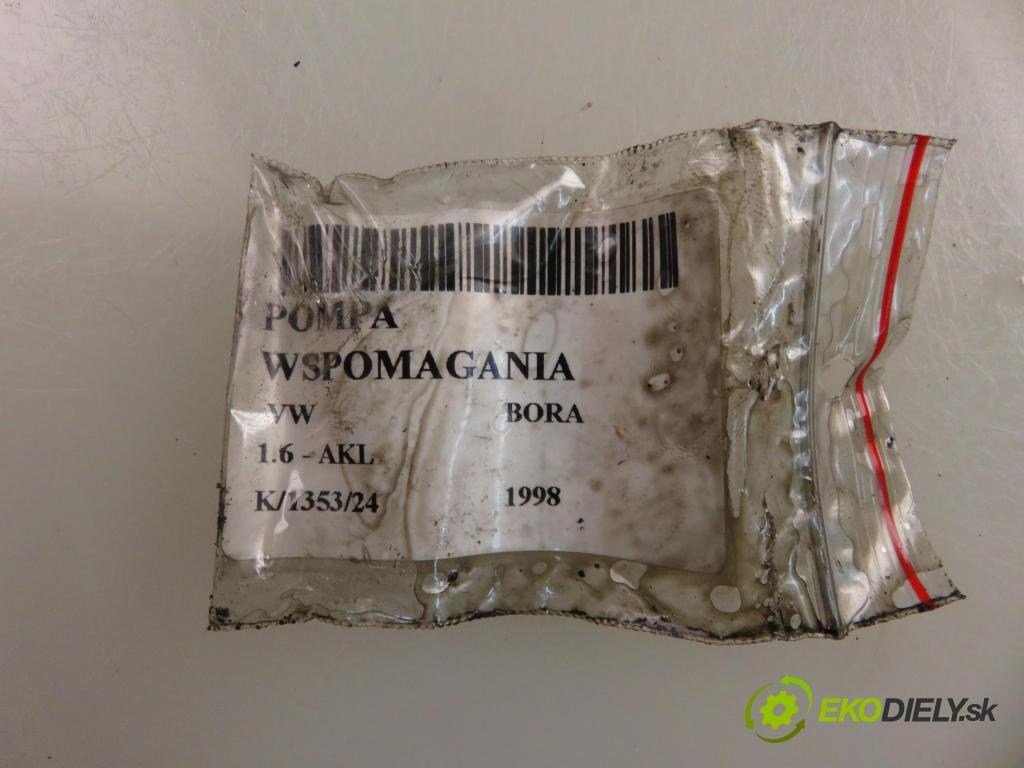 POMPA
WSPOMAGANIA
VW BORA
1.6 - AKL
K/1353/24 1998
EKODIELY.sk